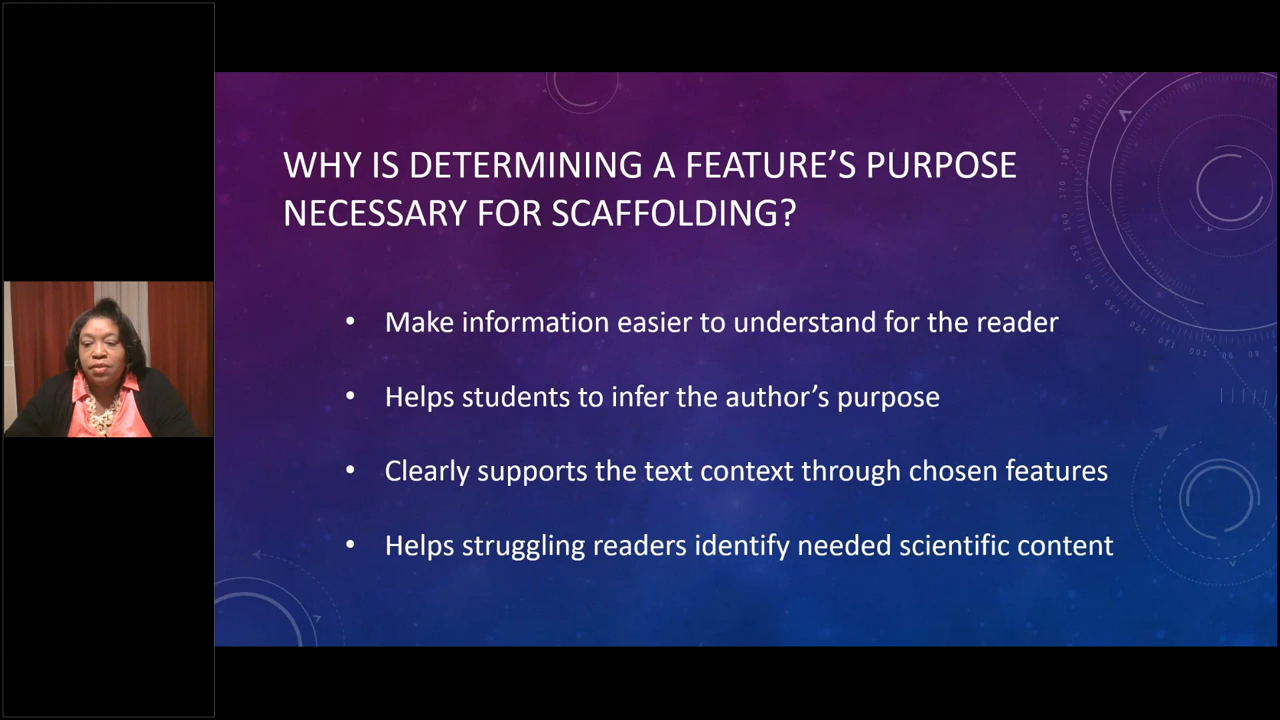 WHY IS DETERMINING A FEATURE’S PURPOSE
NECESSARY FOR SCAFFOLDING?
• Make information easier to understand for the reader
• Helps students to infer the author’s purpose
• Clearly supports the text context through chosen features
• Helps struggling readers identify needed scientific content